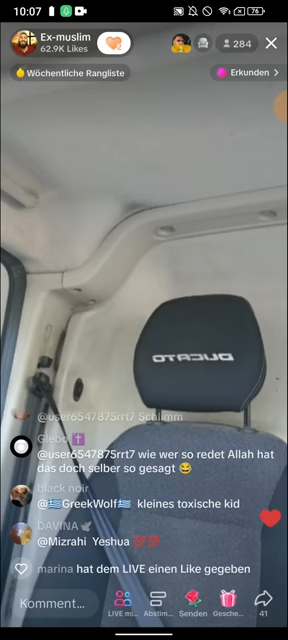 10:07
76
Ex-muslim
62.9K Likes
284
Wöchentliche Rangliste
Erkunden >
DUCATO
@user6547875rrt7 Schlimm
Glebo ✝️
@user6547875rrt7 wie wer so redet Allah hat
das doch selber so gesagt 😂
black noir
@🇬🇷GreekWolf🇬🇷 kleines toxische kid
DAVINA 🕊
@Mizrahi Yeshua 💯💯
marina hat dem LIVE einen Like gegeben
Komment...
LIVE mi...
Abstim...
Senden
Gesche...
41